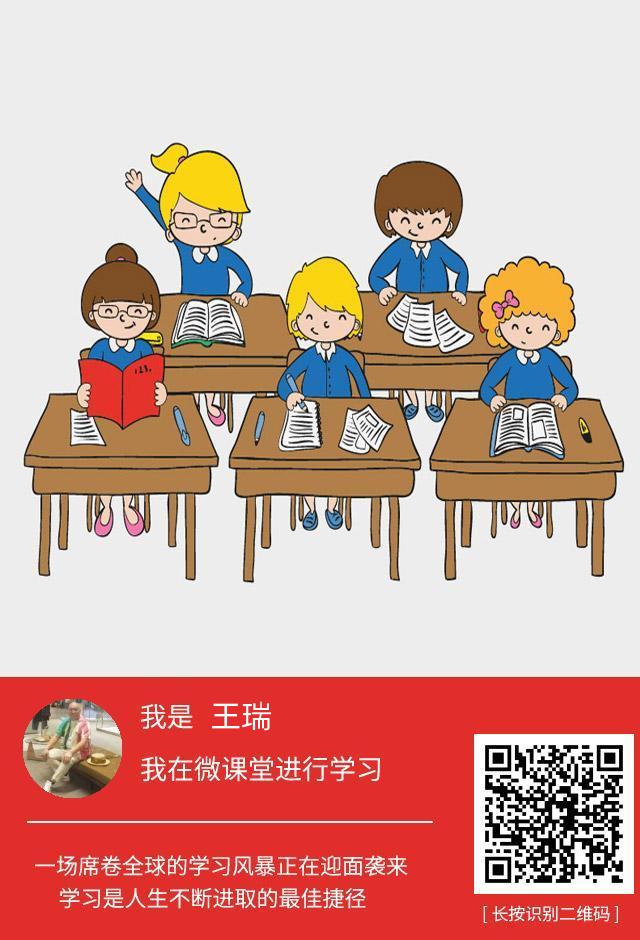 123,
我是 王瑞
我在微课堂进行学习
一场席卷全球的学习风暴正在迎面袭来
学习是人生不断进取的最佳捷径
[ 长按识别二维码 ]